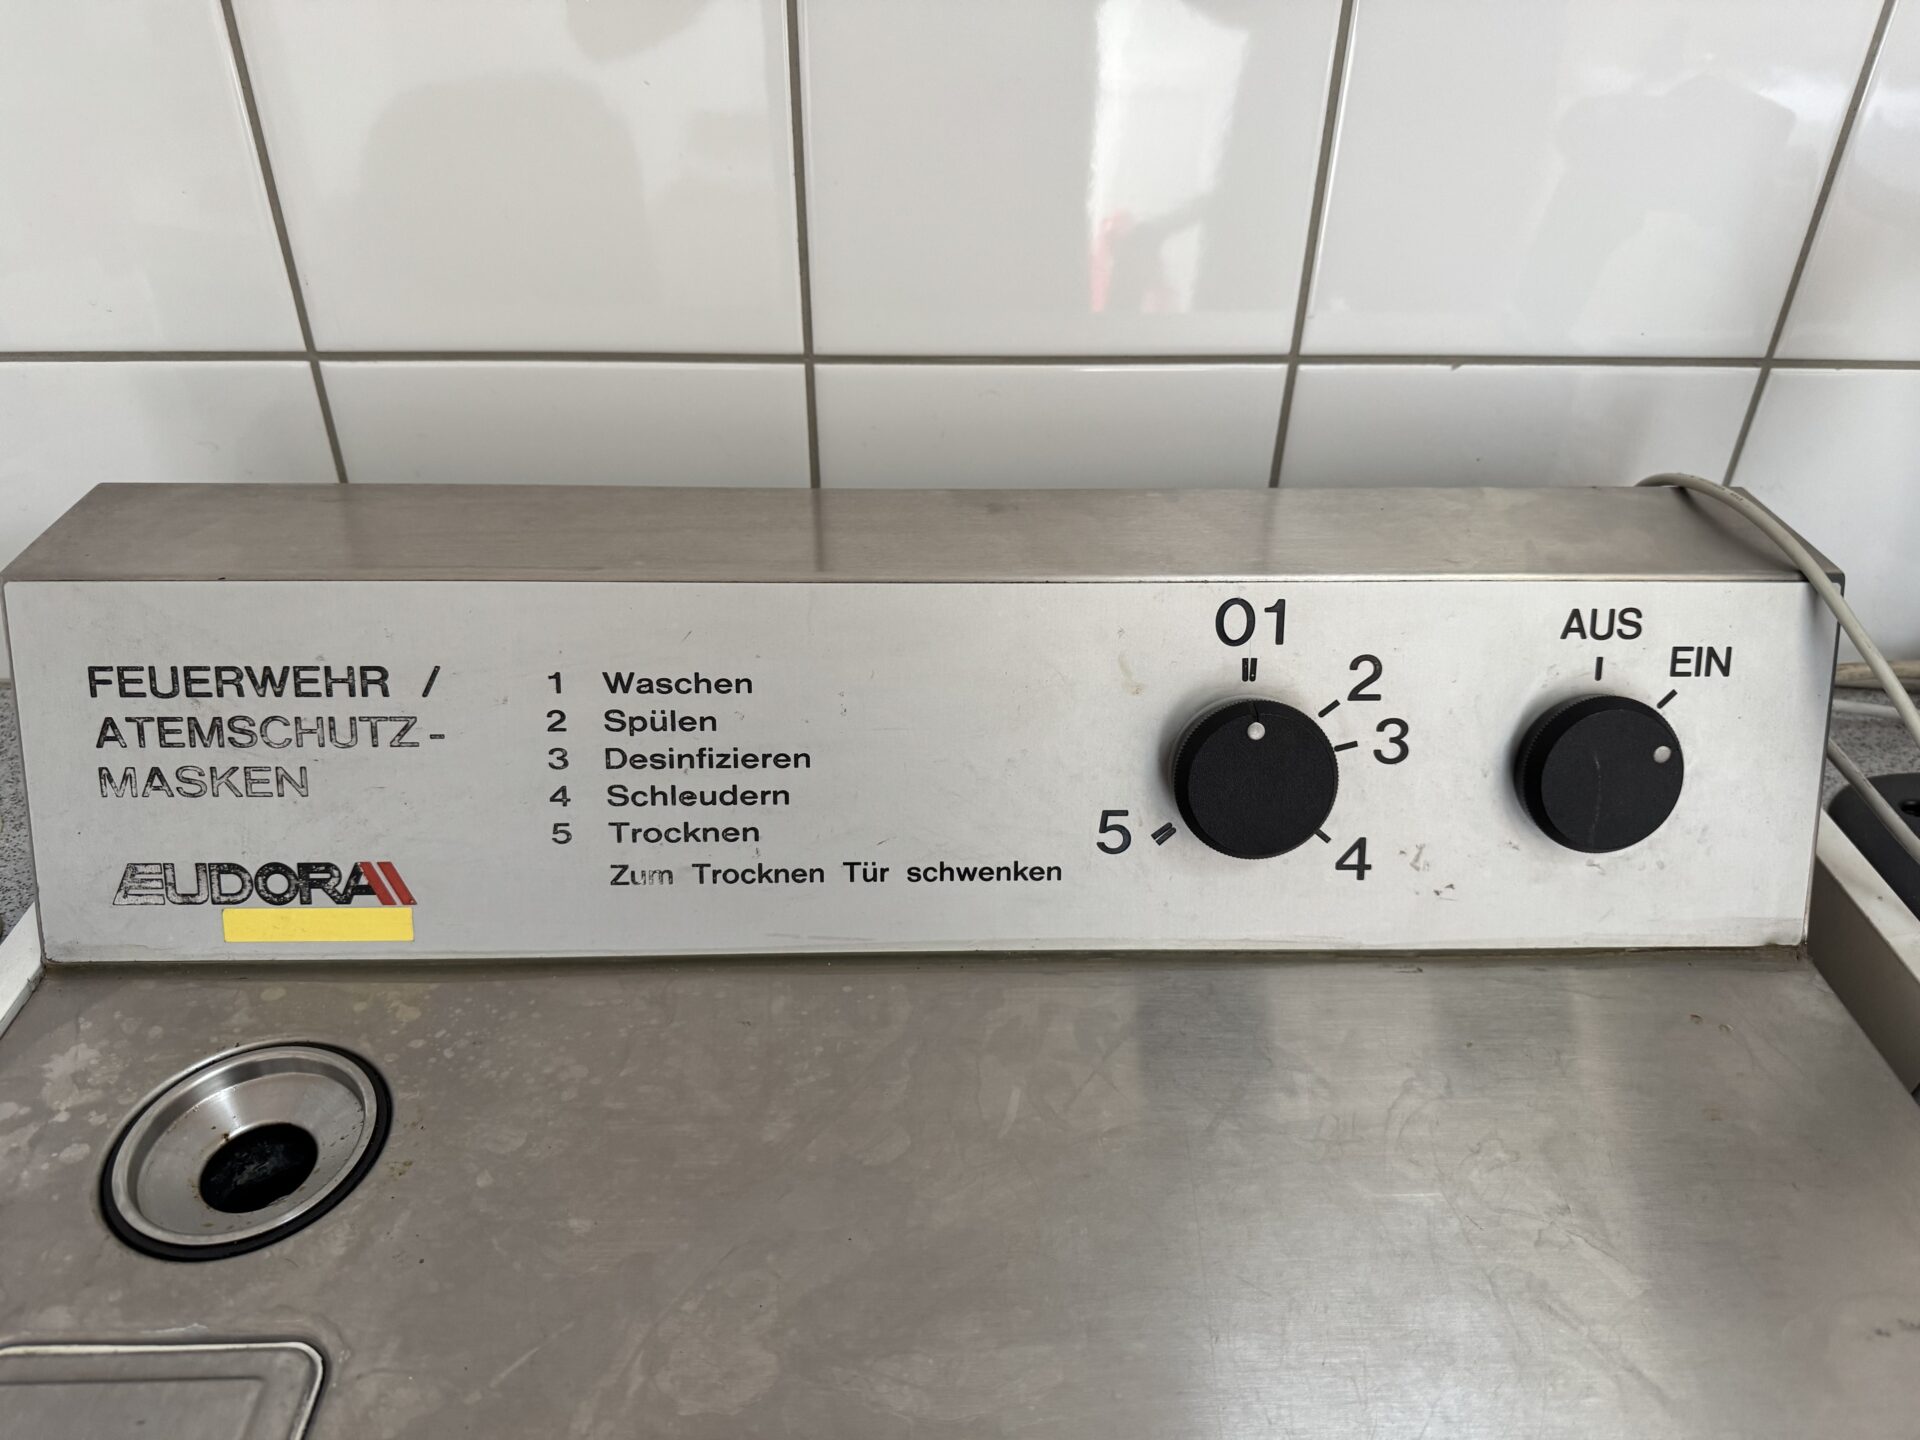 FEUERWEHR /
ATEMSCHUTZ-
MASKEN
EUDORA
1 Waschen
2 Spülen
3 Desinfizieren
4 Schleudern
5 Trocknen
Zum Trocknen Tür schwenken
01
2
3
4
5
AUS
EIN